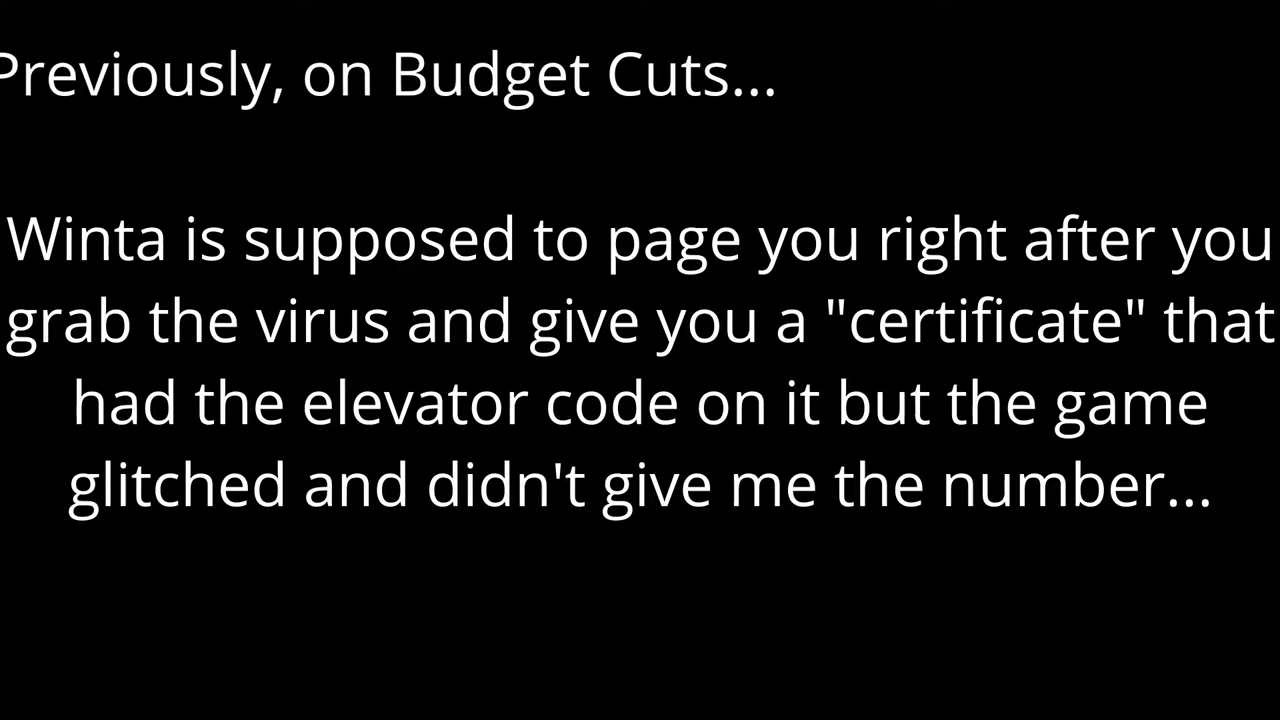 Previously, on Budget Cuts...
Winta is supposed to page you right after you
grab the virus and give you a "certificate" that
had the elevator code on it but the game
glitched and didn't give me the number...